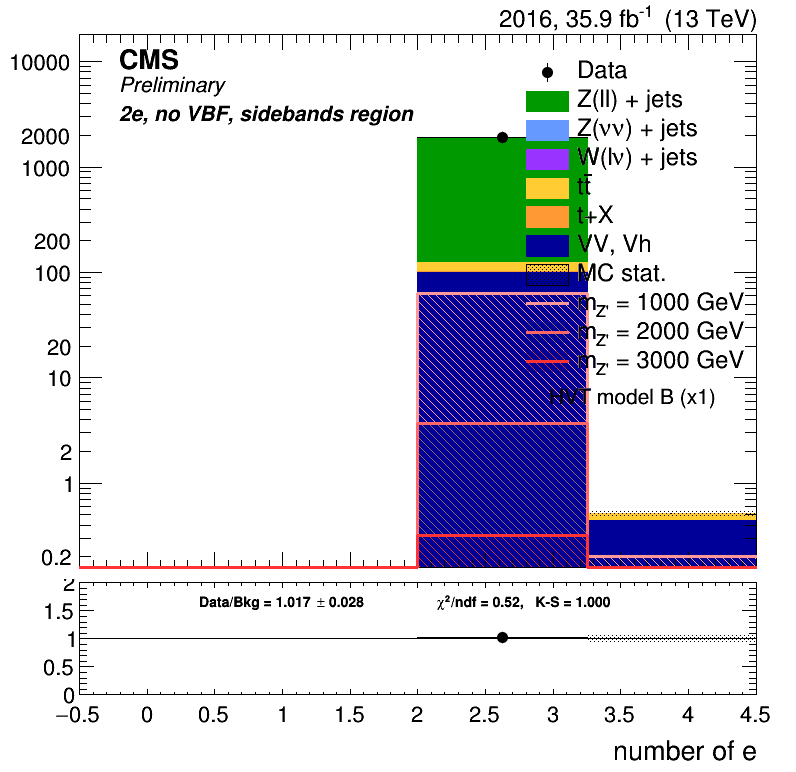 2016, 35.9 fb⁻¹ (13 TeV)
CMS
Preliminary
2e, no VBF, sidebands region
Data
Z(ll) + jets
Z(νν) + jets
W(lν) + jets
tt̄
t+X
VV, Vh
MC stat.
m_Z' = 1000 GeV
m_Z' = 2000 GeV
m_Z' = 3000 GeV
HVT model B (x1)
10000
2000
1000
200
100
20
10
2
1
0.2
Data/Bkg = 1.017 ± 0.028 χ²/ndf = 0.52, K-S = 1.000
2
1.5
1
0.5
0
−0.5 0 0.5 1 1.5 2 2.5 3 3.5 4 4.5
number of e